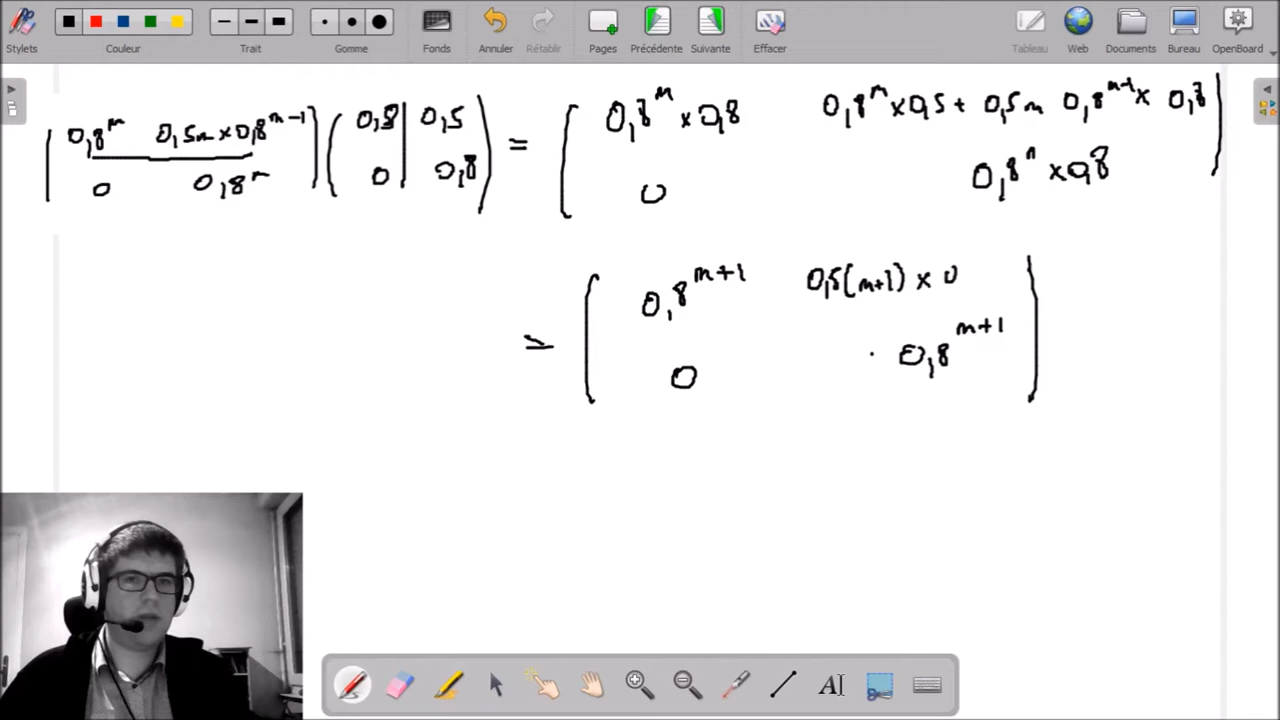 Stylets Couleur Trait Gomme Fonds Annuler Rétablir Pages Précédente Suivante Effacer Tableau Web Documents Bureau OpenBoard
( 0,8^n 0,5n×0,8^n-1 ) ( 0,8 0,5 ) = ( 0,8^n ×0,8 0,8^n ×0,5 + 0,5n 0,8^n-1 × 0,8 )
( 0 0,8^n ) ( 0 0,8 ) ( 0 0,8^n ×0,8 )
= ( 0,8^n+1 0,5(n+1) × 0 )
( 0 0,8^n+1 )
AI